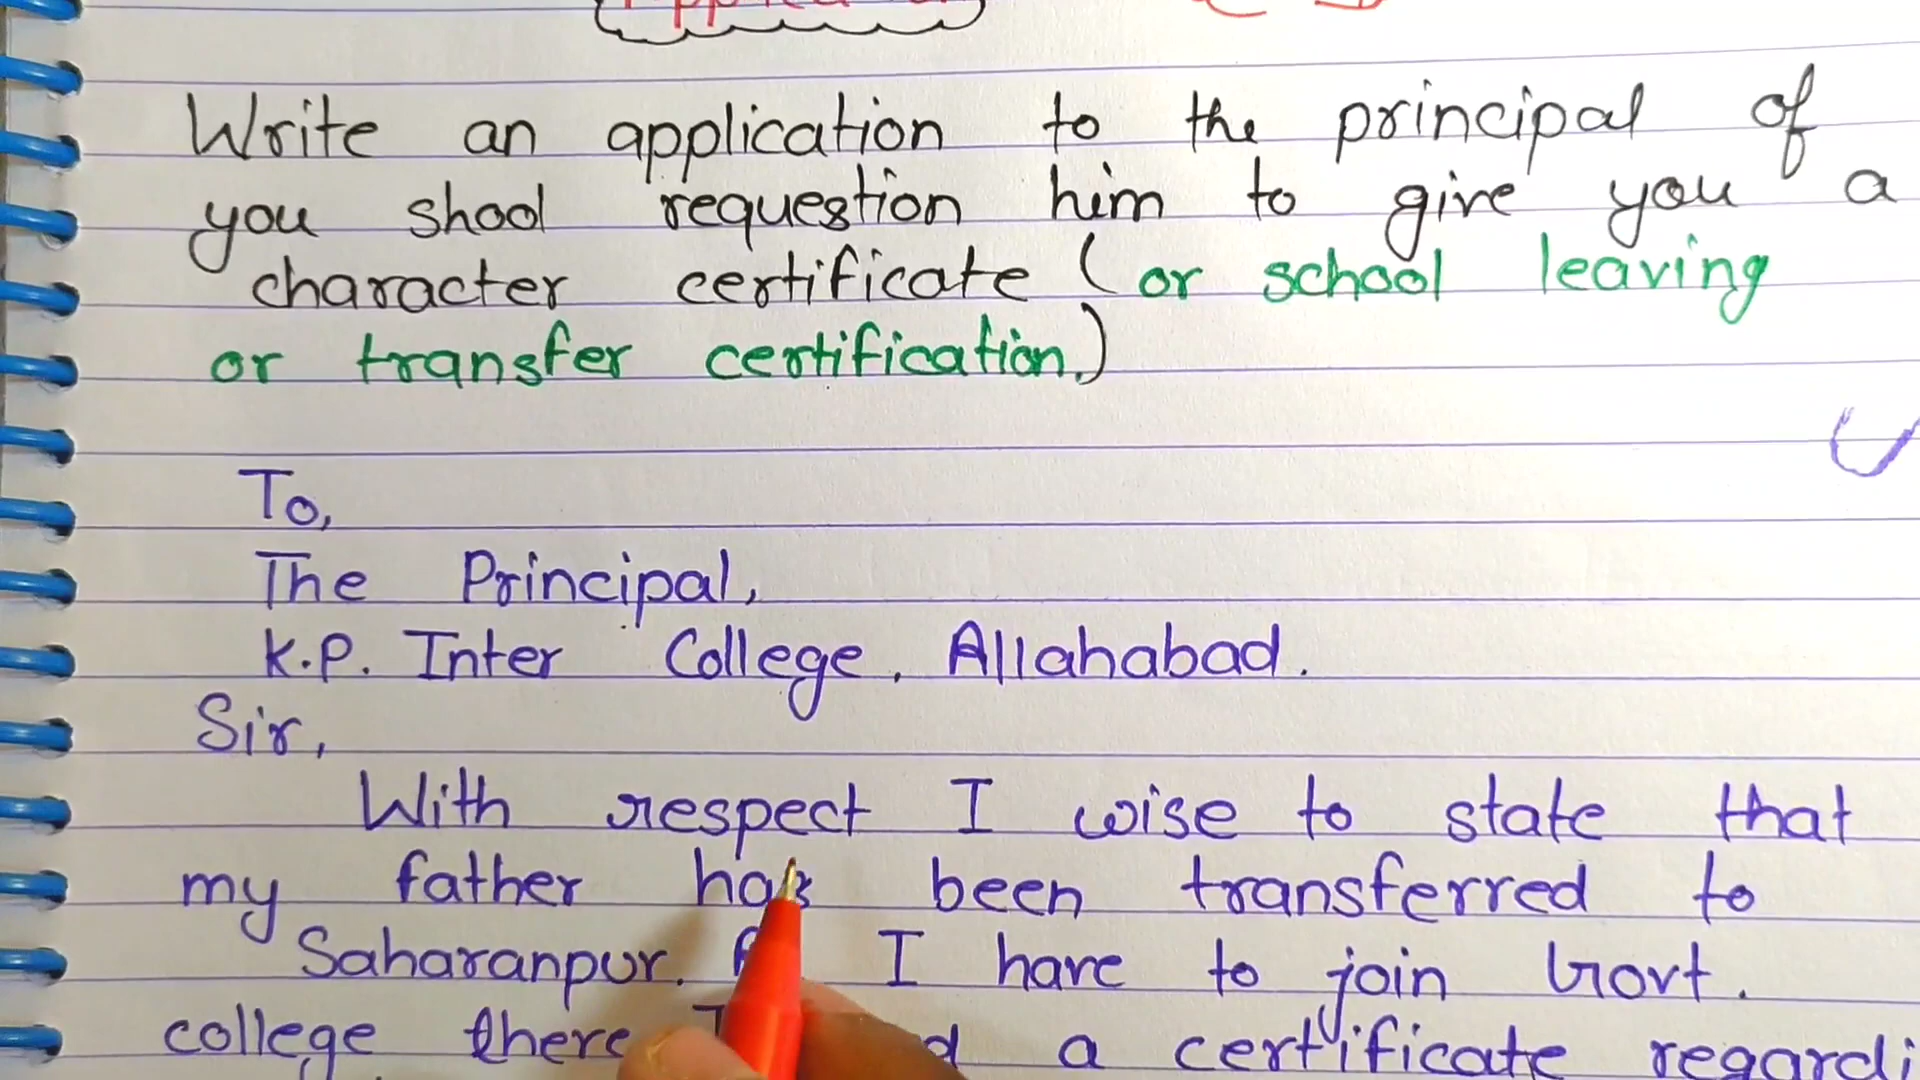 Write an application to the principal of
you shool requestion him to give you a
character certificate (or school leaving
or transfer certification.)
To,
The Principal,
K.P. Inter College, Allahabad.
Sir,
With respect I wise to state that
my father has been transferred to
Saharanpur. I have to join Govt.
college there a certificate